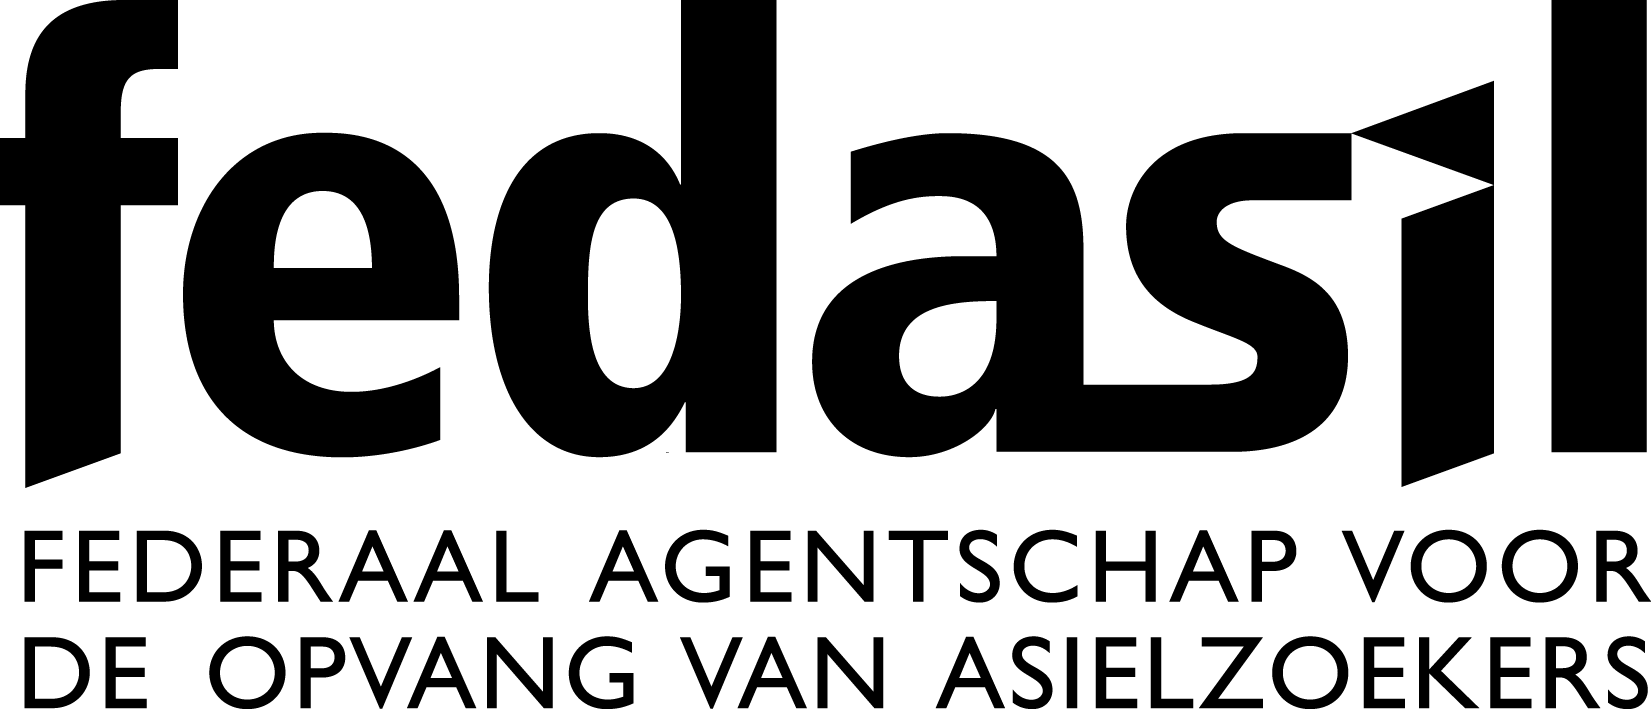 fedasil
FEDERAAL AGENTSCHAP VOOR
DE OPVANG VAN ASIELZOEKERS